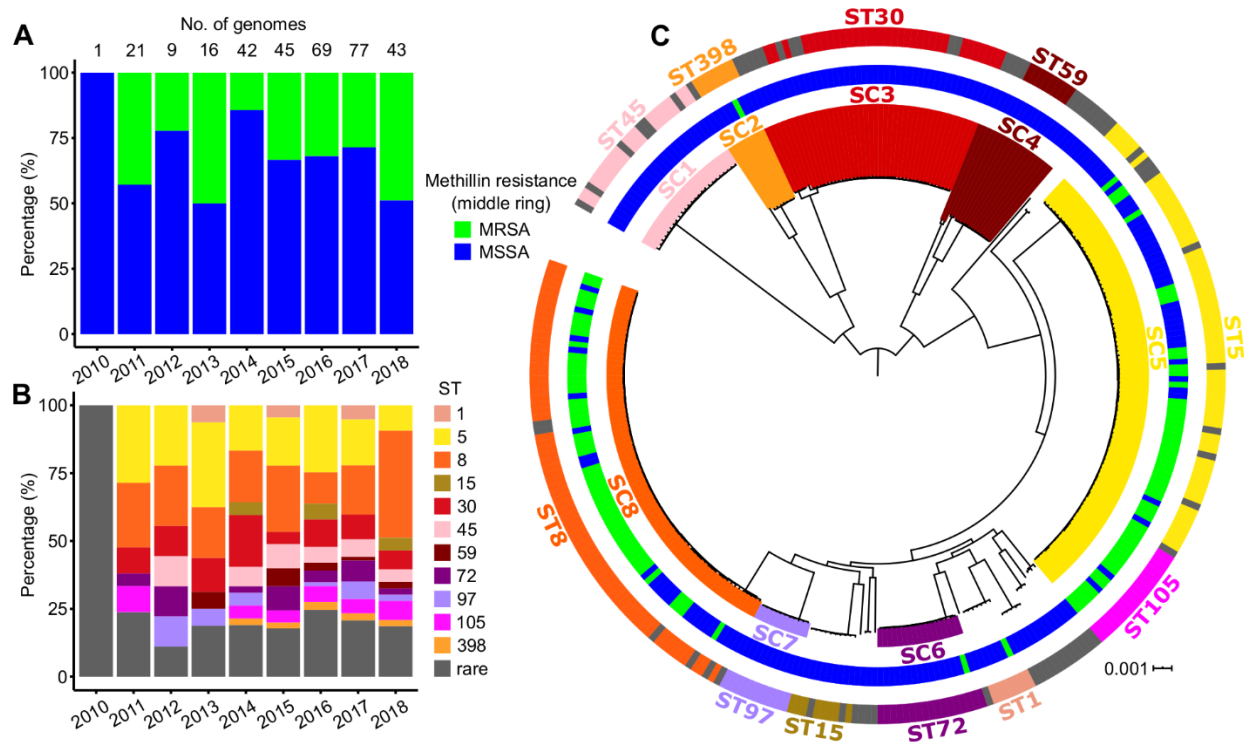 A
No. of genomes
1 21 9 16 42 45 69 77 43
Percentage (%)
100
75
50
25
0
2010 2011 2012 2013 2014 2015 2016 2017 2018
Methillin resistance
(middle ring)
MRSA
MSSA
B
Percentage (%)
100
75
50
25
0
2010 2011 2012 2013 2014 2015 2016 2017 2018
ST
1
5
8
15
30
45
59
72
97
105
398
rare
C
ST45
ST398
ST30
ST59
ST5
ST105
ST1
ST72
ST15
ST97
ST8
SC1
SC2
SC3
SC4
SC5
SC6
SC7
SC8
0.001